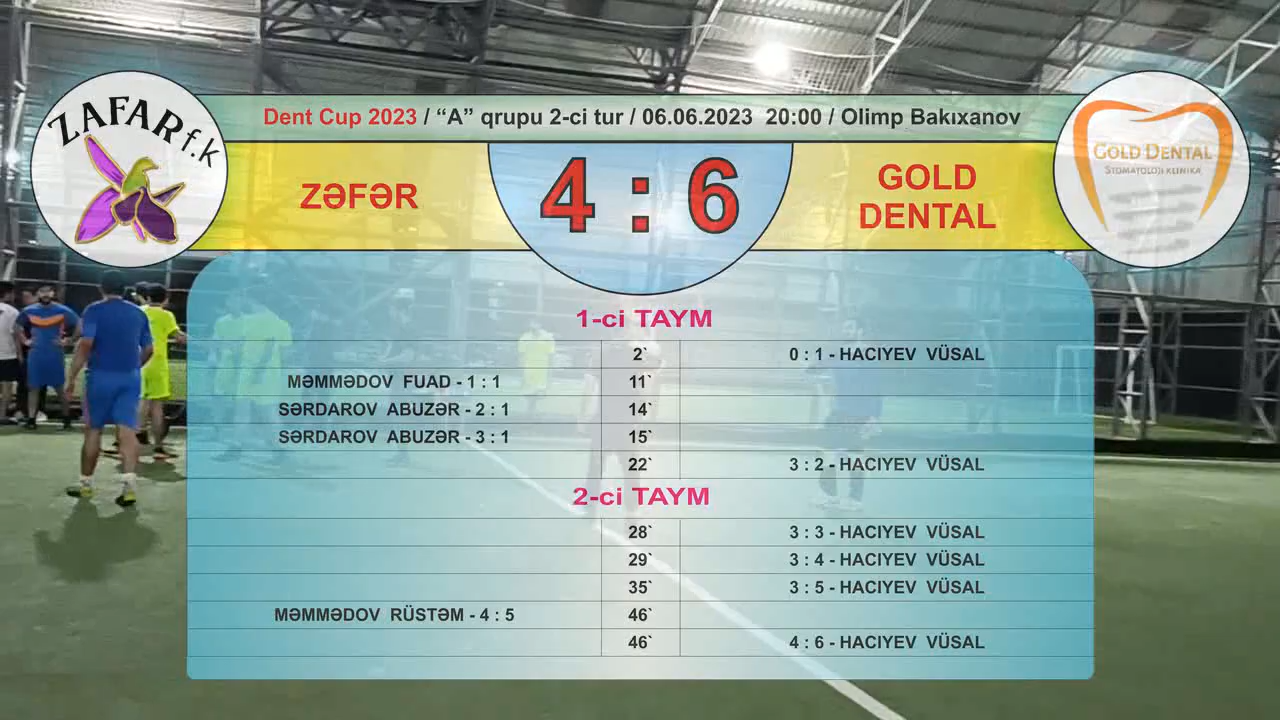 ZAFAR f.K
Dent Cup 2023 / “A” qrupu 2-ci tur / 06.06.2023 20:00 / Olimp Bakıxanov
ZƏFƏR
4 : 6
GOLD
DENTAL
GOLD DENTAL
STOMATOLOJI KLINIKA
1-ci TAYM
2` 0 : 1 - HACIYEV VÜSAL
MƏMMƏDOV FUAD - 1 : 1 11`
SƏRDAROV ABUZƏR - 2 : 1 14`
SƏRDAROV ABUZƏR - 3 : 1 15`
22` 3 : 2 - HACIYEV VÜSAL
2-ci TAYM
28` 3 : 3 - HACIYEV VÜSAL
29` 3 : 4 - HACIYEV VÜSAL
35` 3 : 5 - HACIYEV VÜSAL
MƏMMƏDOV RÜSTƏM - 4 : 5 46`
46` 4 : 6 - HACIYEV VÜSAL